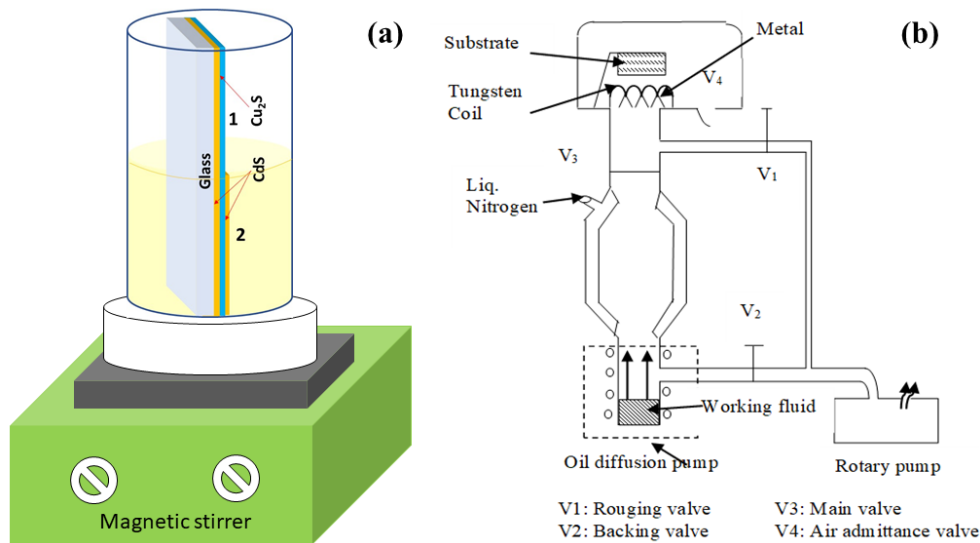 (a)
Cu2S
1
Glass
CdS
2
Magnetic stirrer
(b)
Substrate
Metal
V4
Tungsten
Coil
V3
V1
Liq.
Nitrogen
V2
Working fluid
Oil diffusion pump
Rotary pump
V1: Rouging valve
V3: Main valve
V2: Backing valve
V4: Air admittance valve